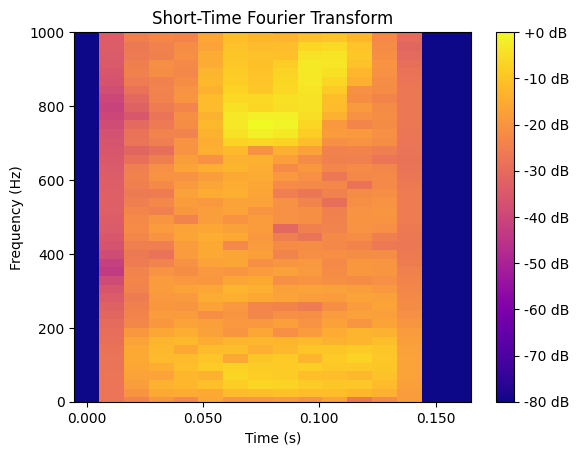 Short-Time Fourier Transform
1000
800
600
400
200
0
Frequency (Hz)
0.000
0.050
0.100
0.150
Time (s)
+0 dB
-10 dB
-20 dB
-30 dB
-40 dB
-50 dB
-60 dB
-70 dB
-80 dB